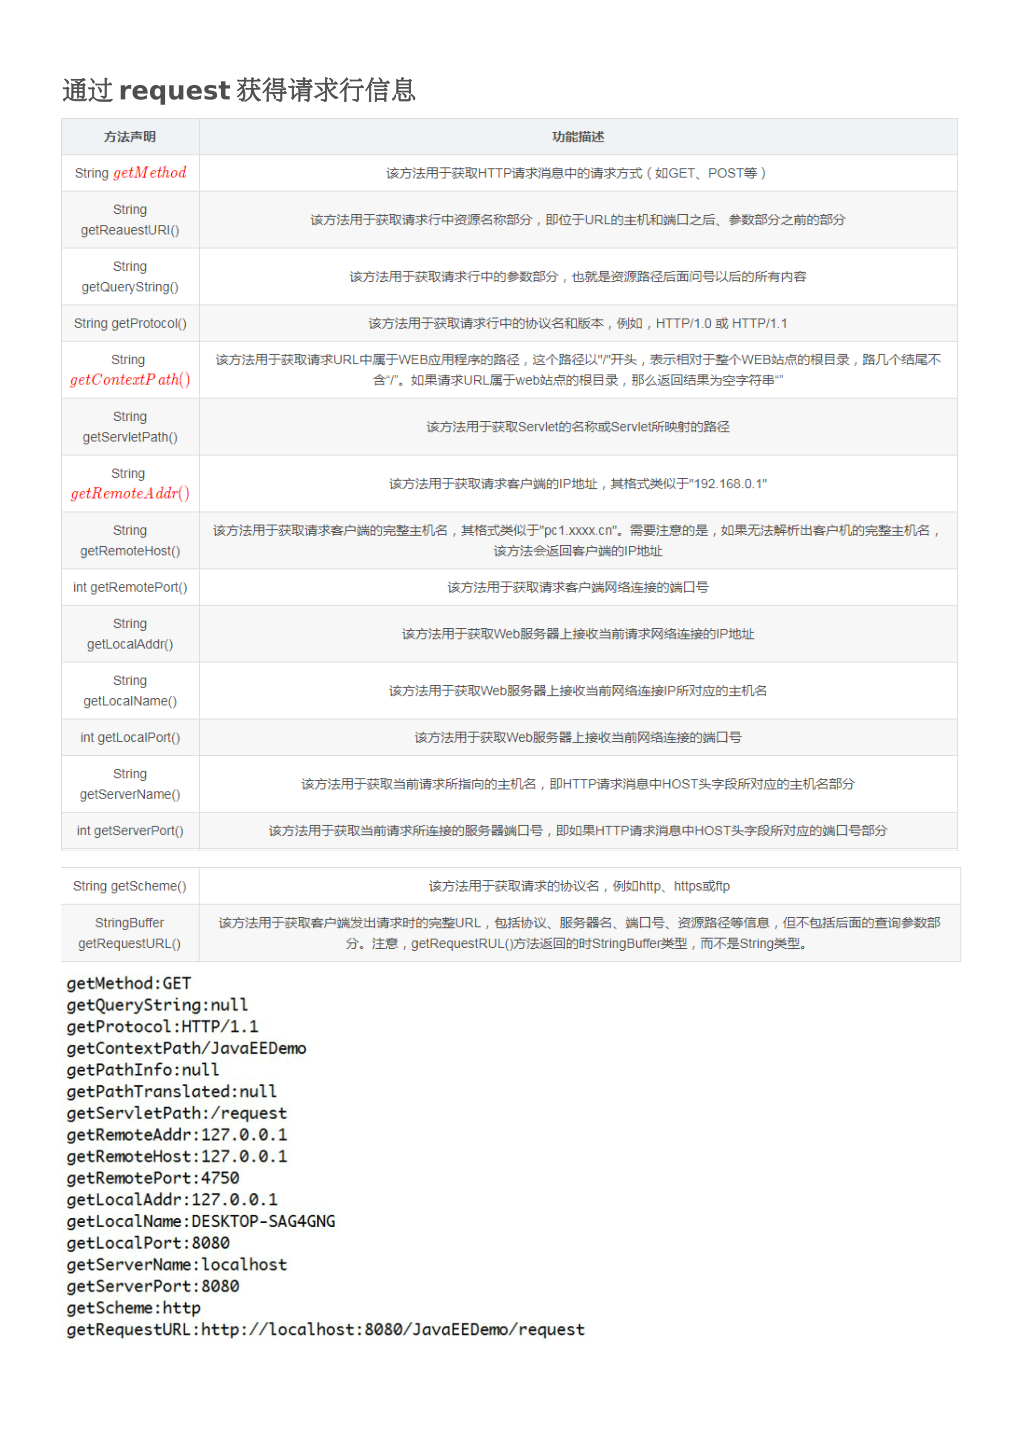 通过 request 获得请求行信息
方法声明 功能描述
String getMethod 该方法用于获取HTTP请求消息中的请求方式（如GET、POST等）
String
getReauestURI() 该方法用于获取请求行中资源名称部分，即位于URL的主机和端口之后、参数部分之前的部分
String
getQueryString() 该方法用于获取请求行中的参数部分，也就是资源路径后面问号以后的所有内容
String getProtocol() 该方法用于获取请求行中的协议名和版本，例如，HTTP/1.0 或 HTTP/1.1
String
getContextPath()
该方法用于获取请求URL中属于WEB应用程序的路径，这个路径以"/"开头，表示相对于整个WEB站点的根目录，路几个结尾不
含"/"。如果请求URL属于web站点的根目录，那么返回结果为空字符串""
String
getServletPath() 该方法用于获取Servlet的名称或Servlet所映射的路径
String
getRemoteAddr() 该方法用于获取请求客户端的IP地址，其格式类似于"192.168.0.1"
String
getRemoteHost()
该方法用于获取请求客户端的完整主机名，其格式类似于"pc1.xxxx.cn"。需要注意的是，如果无法解析出客户机的完整主机名，
该方法会返回客户端的IP地址
int getRemotePort() 该方法用于获取请求客户端网络连接的端口号
String
getLocalAddr() 该方法用于获取Web服务器上接收当前请求网络连接的IP地址
String
getLocalName() 该方法用于获取Web服务器上接收当前网络连接IP所对应的主机名
int getLocalPort() 该方法用于获取Web服务器上接收当前网络连接的端口号
String
getServerName() 该方法用于获取当前请求所指向的主机名，即HTTP请求消息中HOST头字段所对应的主机名部分
int getServerPort() 该方法用于获取当前请求所连接的服务器端口号，即如果HTTP请求消息中HOST头字段所对应的端口号部分
String getScheme() 该方法用于获取请求的协议名，例如http、https或ftp
StringBuffer
getRequestURL()
该方法用于获取客户端发出请求时的完整URL，包括协议、服务器名、端口号、资源路径等信息，但不包括后面的查询参数部
分。注意，getRequestRUL()方法返回的时StringBuffer类型，而不是String类型。
getMethod:GET
getQueryString:null
getProtocol:HTTP/1.1
getContextPath/JavaEEDemo
getPathInfo:null
getPathTranslated:null
getServletPath:/request
getRemoteAddr:127.0.0.1
getRemoteHost:127.0.0.1
getRemotePort:4750
getLocalAddr:127.0.0.1
getLocalName:DESKTOP-SAG4GNG
getLocalPort:8080
getServerName:localhost
getServerPort:8080
getScheme:http
getRequestURL:http://localhost:8080/JavaEEDemo/request